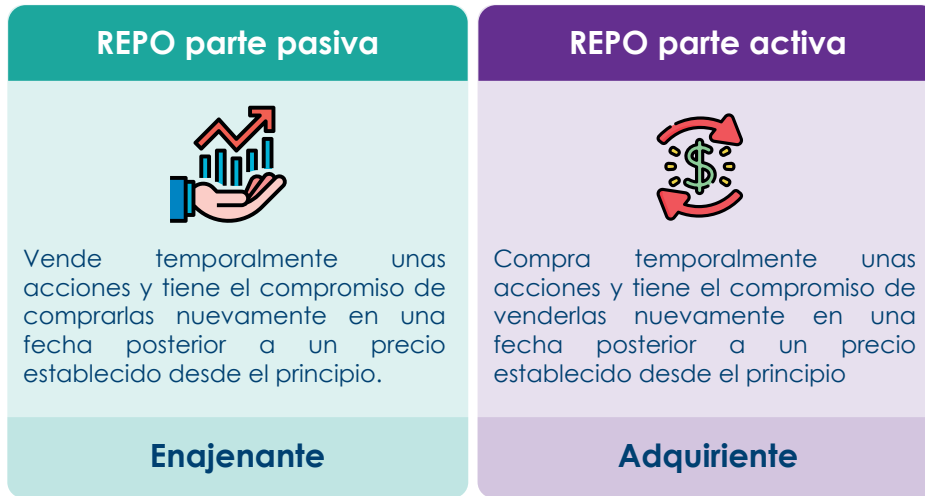 REPO parte pasiva
Vende temporalmente unas
acciones y tiene el compromiso de
comprarlas nuevamente en una
fecha posterior a un precio
establecido desde el principio.
Enajenante
REPO parte activa
$
Compra temporalmente unas
acciones y tiene el compromiso de
venderlas nuevamente en una
fecha posterior a un precio
establecido desde el principio
Adquiriente